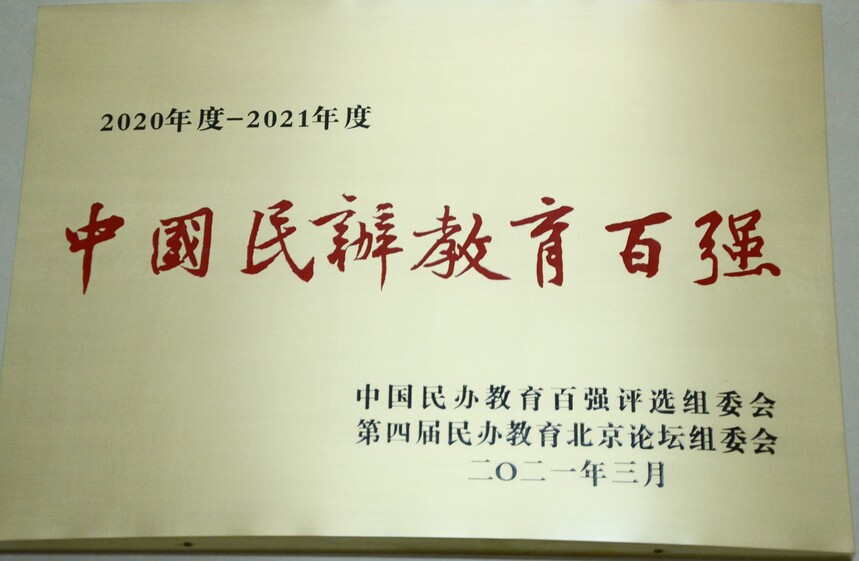 2020年度-2021年度
中國民辦教育百强
中国民办教育百强评选组委会
第四届民办教育北京论坛组委会
二〇二一年三月